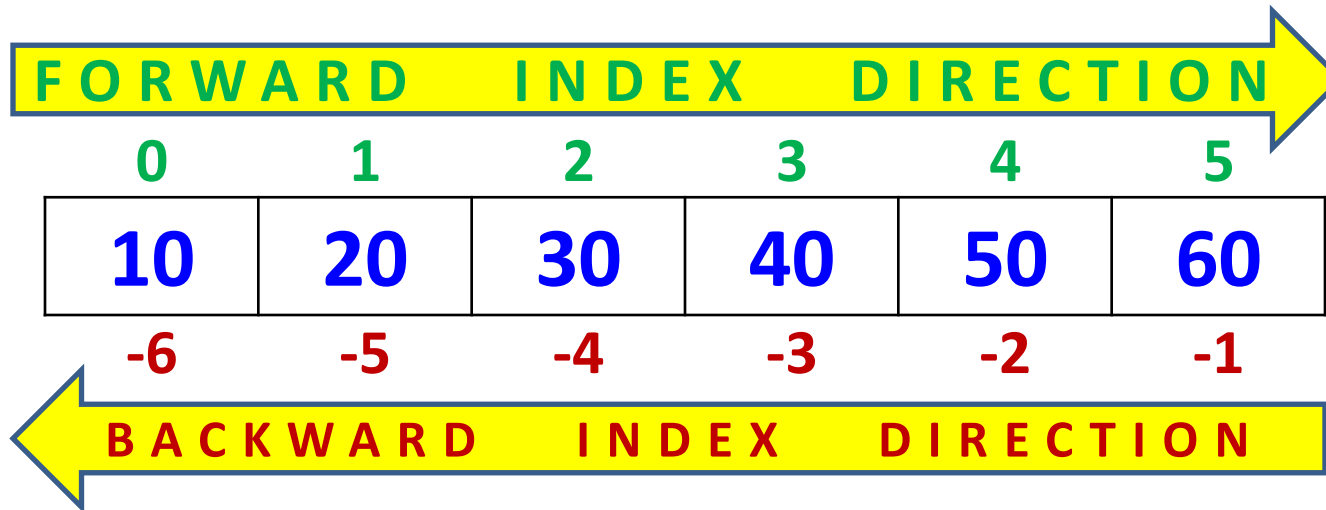 FORWARD INDEX DIRECTION
0 1 2 3 4 5
10 20 30 40 50 60
-6 -5 -4 -3 -2 -1
BACKWARD INDEX DIRECTION